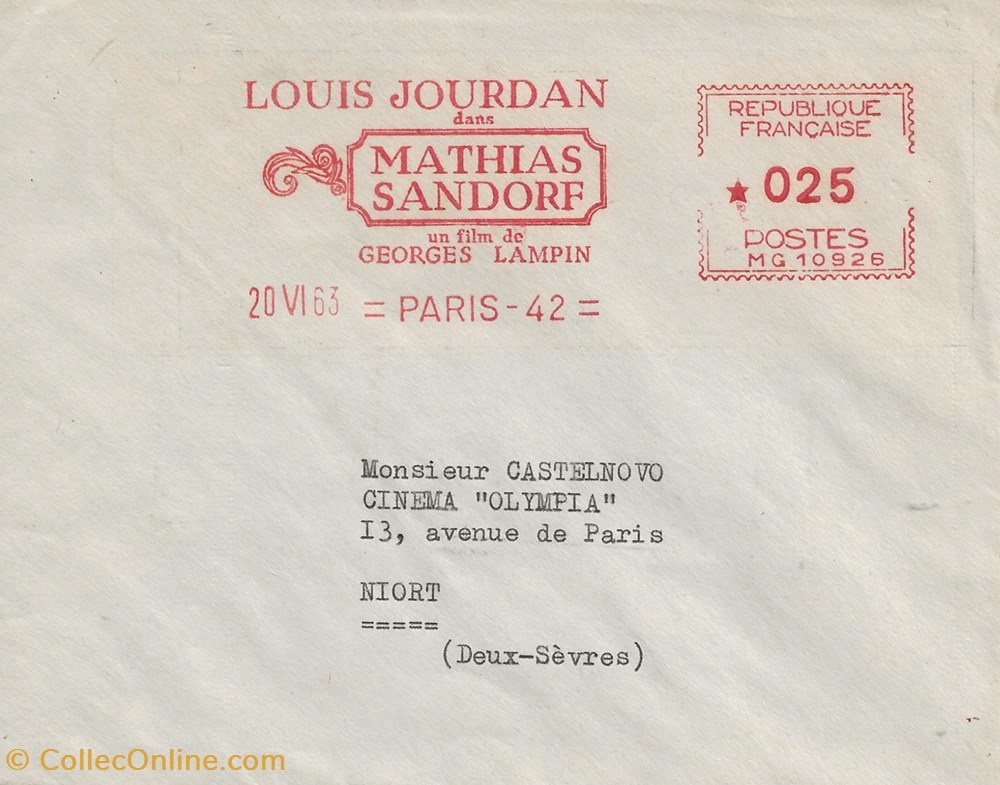 LOUIS JOURDAN
dans
MATHIAS
SANDORF
un film de
GEORGES LAMPIN
20 VI 63 = PARIS - 42 =
REPUBLIQUE
FRANÇAISE
★ 025
POSTES
MG 10926
Monsieur CASTELNOVO
CINEMA "OLYMPIA"
I3, avenue de Paris
NIORT
=====
(Deux-Sèvres)
© CollecOnline.com